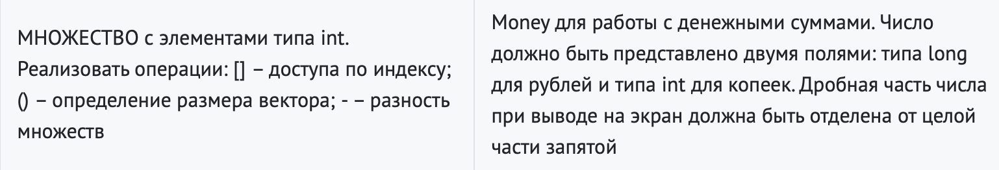 МНОЖЕСТВО с элементами типа int.
Реализовать операции: [] – доступа по индексу;
() – определение размера вектора; - – разность
множеств
Money для работы с денежными суммами. Число
должно быть представлено двумя полями: типа long
для рублей и типа int для копеек. Дробная часть числа
при выводе на экран должна быть отделена от целой
части запятой